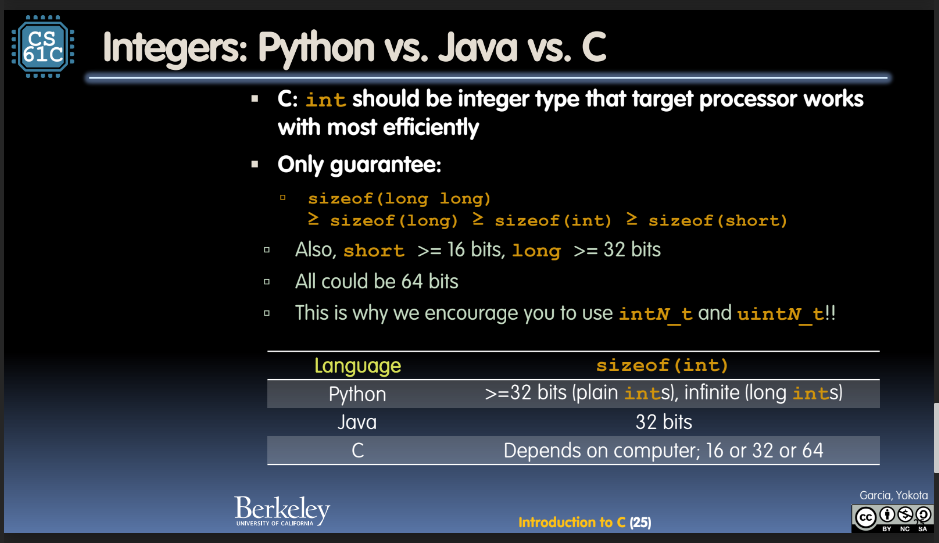 CS
61C
Integers: Python vs. Java vs. C
▪ C: int should be integer type that target processor works
with most efficiently
▪ Only guarantee:
▫ sizeof(long long)
≥ sizeof(long) ≥ sizeof(int) ≥ sizeof(short)
▫ Also, short >= 16 bits, long >= 32 bits
▫ All could be 64 bits
▫ This is why we encourage you to use intN_t and uintN_t!!
Language sizeof(int)
Python >=32 bits (plain ints), infinite (long ints)
Java 32 bits
C Depends on computer; 16 or 32 or 64
Berkeley
UNIVERSITY OF CALIFORNIA
Introduction to C (25)
Garcia, Yokota
cc
BY NC SA